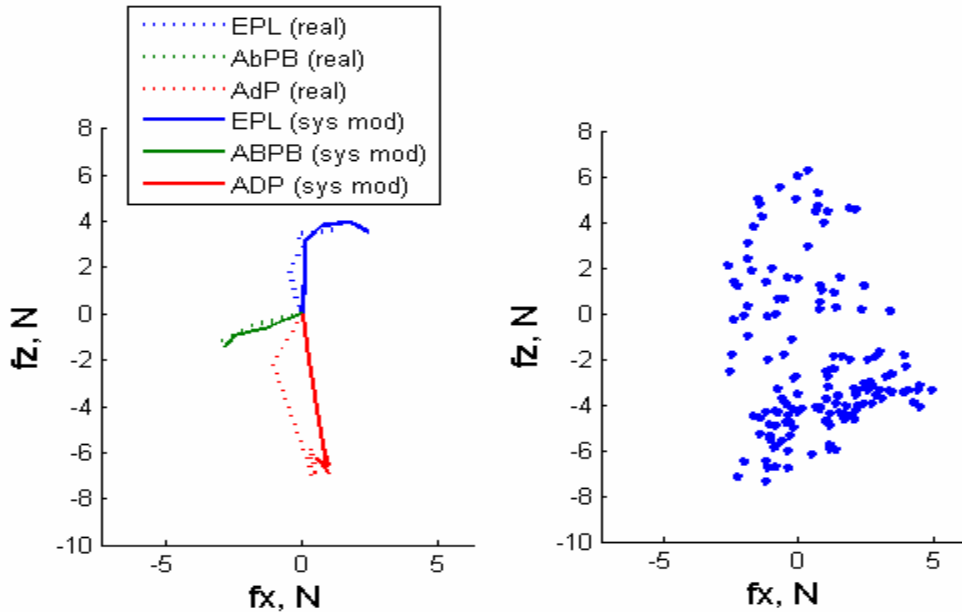 EPL (real)
AbPB (real)
AdP (real)
EPL (sys mod)
ABPB (sys mod)
ADP (sys mod)
8
6
4
2
0
-2
-4
-6
-8
-10
fz, N
-5
0
5
fx, N
8
6
4
2
0
-2
-4
-6
-8
-10
fz, N
-5
0
5
fx, N